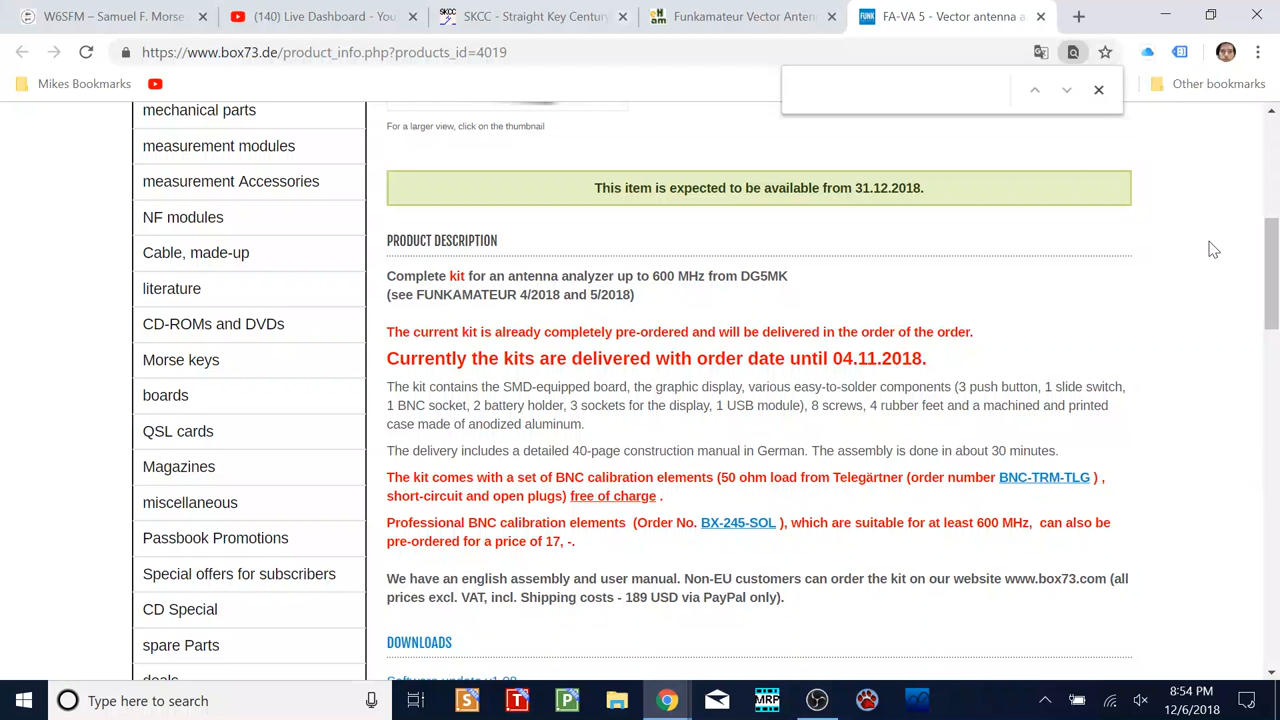 W6SFM – Samuel F. Me
(140) Live Dashboard - You
SKCC - Straight Key Centu
Funkamateur Vector Anten
FA-VA 5 - Vector antenna a
https://www.box73.de/product_info.php?products_id=4019
Mikes Bookmarks
Other bookmarks
mechanical parts
measurement modules
measurement Accessories
NF modules
Cable, made-up
literature
CD-ROMs and DVDs
Morse keys
boards
QSL cards
Magazines
miscellaneous
Passbook Promotions
Special offers for subscribers
CD Special
spare Parts
deals
For a larger view, click on the thumbnail
This item is expected to be available from 31.12.2018.
PRODUCT DESCRIPTION
Complete kit for an antenna analyzer up to 600 MHz from DG5MK
(see FUNKAMATEUR 4/2018 and 5/2018)
The current kit is already completely pre-ordered and will be delivered in the order of the order.
Currently the kits are delivered with order date until 04.11.2018.
The kit contains the SMD-equipped board, the graphic display, various easy-to-solder components (3 push button, 1 slide switch,
1 BNC socket, 2 battery holder, 3 sockets for the display, 1 USB module), 8 screws, 4 rubber feet and a machined and printed
case made of anodized aluminum.
The delivery includes a detailed 40-page construction manual in German. The assembly is done in about 30 minutes.
The kit comes with a set of BNC calibration elements (50 ohm load from Telegärtner (order number BNC-TRM-TLG ) ,
short-circuit and open plugs) free of charge .
Professional BNC calibration elements (Order No. BX-245-SOL ), which are suitable for at least 600 MHz, can also be
pre-ordered for a price of 17, -.
We have an english assembly and user manual. Non-EU customers can order the kit on our website www.box73.com (all
prices excl. VAT, incl. Shipping costs - 189 USD via PayPal only).
DOWNLOADS
Software update v1.08
Type here to search
8:54 PM
12/6/2018